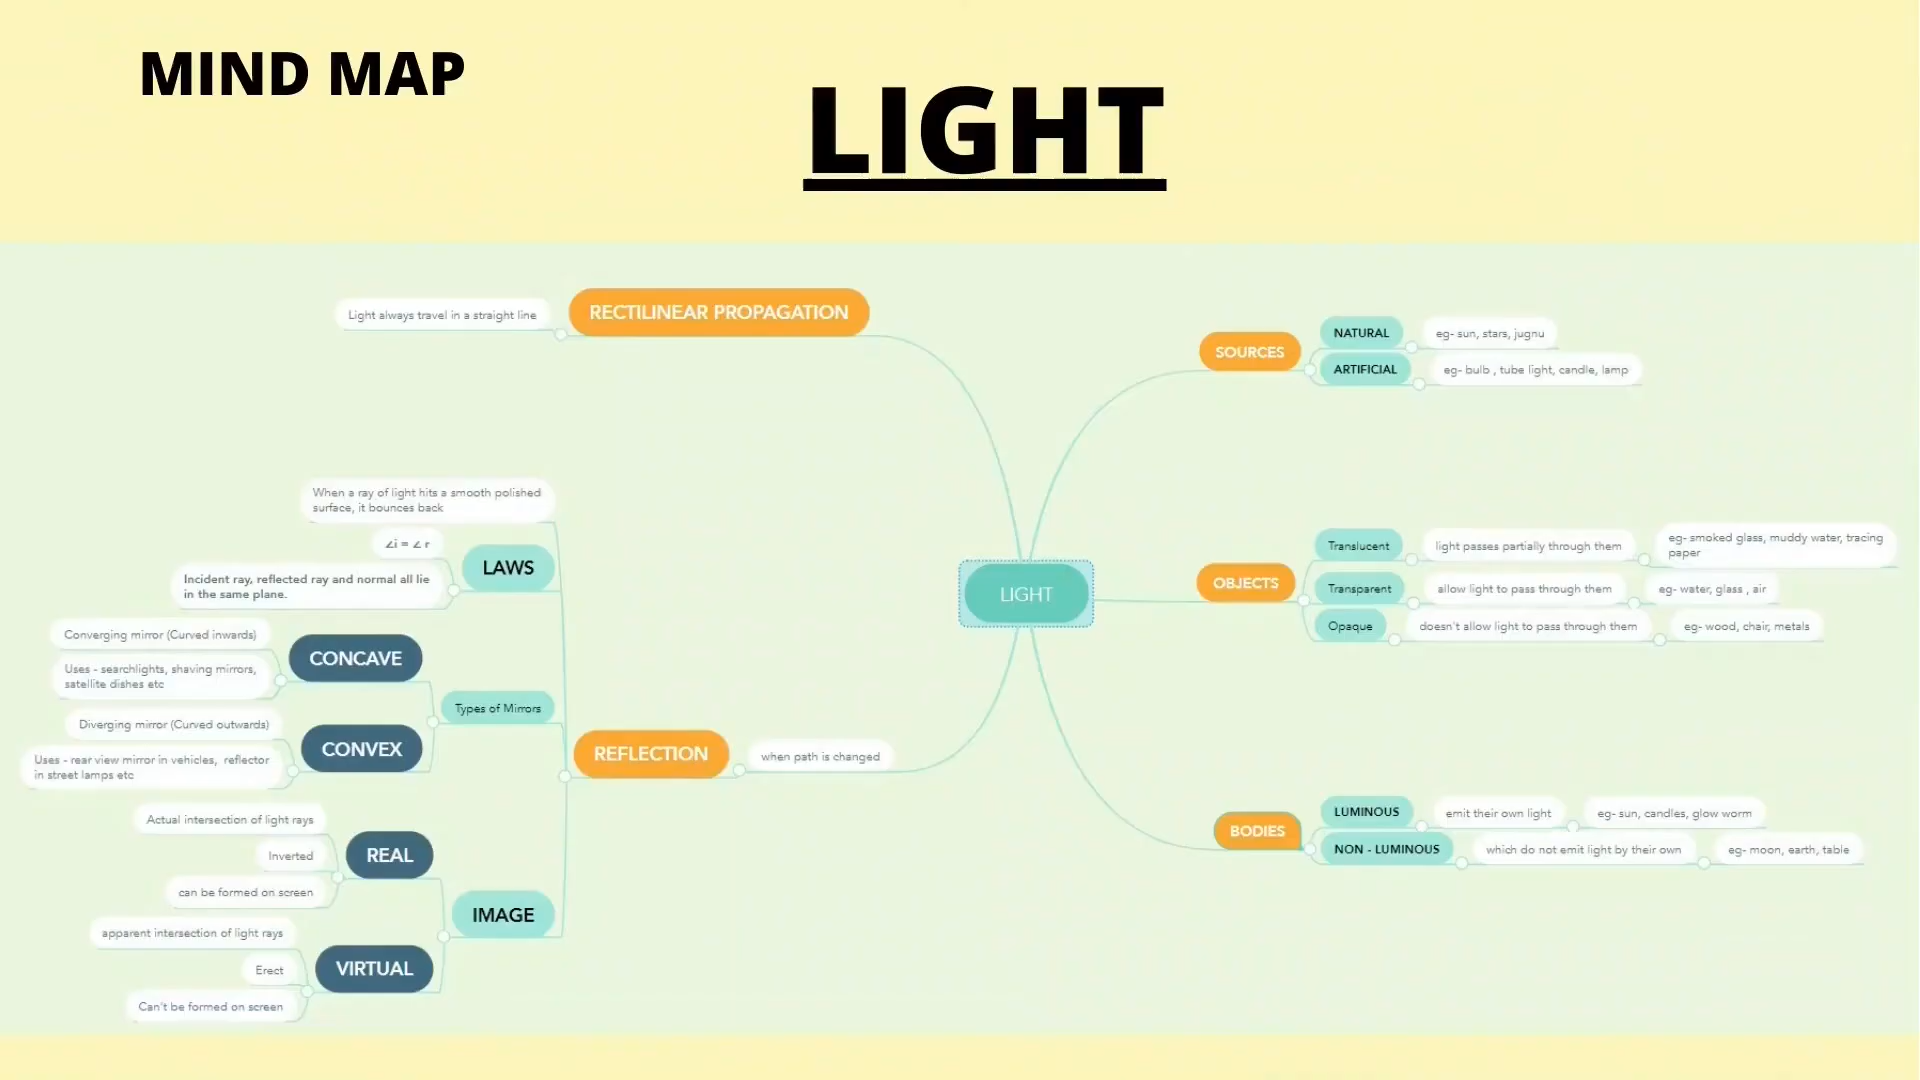 MIND MAP
LIGHT
RECTILINEAR PROPAGATION
Light always travel in a straight line
SOURCES
NATURAL
eg- sun, stars, jugnu
ARTIFICIAL
eg- bulb , tube light, candle, lamp
LIGHT
OBJECTS
Translucent
light passes partially through them
eg- smoked glass, muddy water, tracing
paper
Transparent
allow light to pass through them
eg- water, glass , air
Opaque
doesn't allow light to pass through them
eg- wood, chair, metals
BODIES
LUMINOUS
emit their own light
eg- sun, candles, glow worm
NON - LUMINOUS
which do not emit light by their own
eg- moon, earth, table
REFLECTION
when path is changed
When a ray of light hits a smooth polished
surface, it bounces back
LAWS
∠i = ∠ r
Incident ray, reflected ray and normal all lie
in the same plane.
Types of Mirrors
CONCAVE
Converging mirror (Curved inwards)
Uses - searchlights, shaving mirrors,
satellite dishes etc
CONVEX
Diverging mirror (Curved outwards)
Uses - rear view mirror in vehicles, reflector
in street lamps etc
IMAGE
REAL
Actual intersection of light rays
Inverted
can be formed on screen
VIRTUAL
apparent intersection of light rays
Erect
Can't be formed on screen